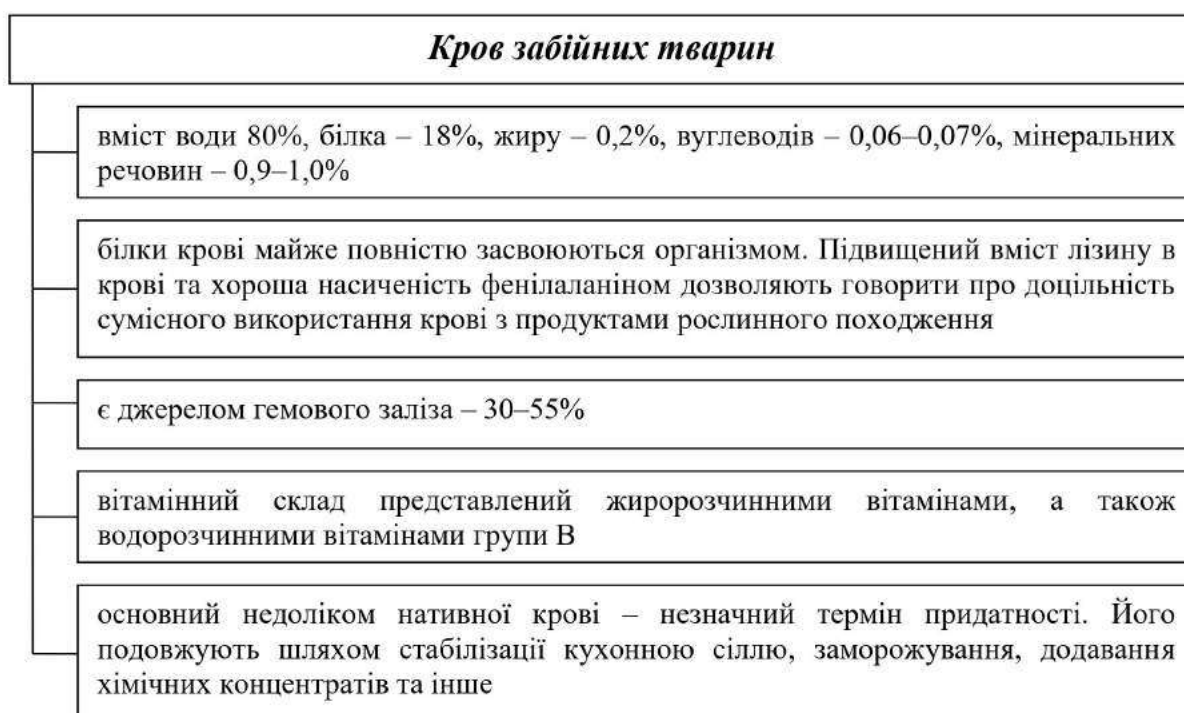 Кров забійних тварин
вміст води 80%, білка – 18%, жиру – 0,2%, вуглеводів – 0,06–0,07%, мінеральних
речовин – 0,9–1,0%
білки крові майже повністю засвоюються організмом. Підвищений вміст лізину в
крові та хороша насиченість фенілаланіном дозволяють говорити про доцільність
сумісного використання крові з продуктами рослинного походження
є джерелом гемового заліза – 30–55%
вітамінний склад представлений жиророзчинними вітамінами, а також
водорозчинними вітамінами групи В
основний недоліком нативної крові – незначний термін придатності. Його
подовжують шляхом стабілізації кухонною сіллю, заморожування, додавання
хімічних концентратів та інше